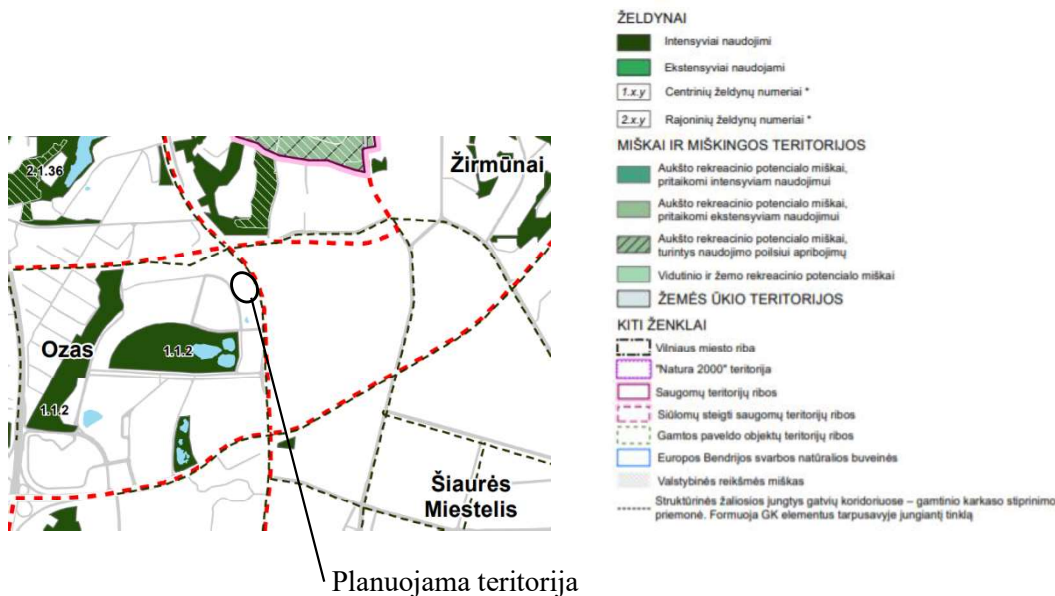 2.1.36
Žirmūnai
Ozas
1.1.2
1.1.2
Šiaurės
Miestelis
Planuojama teritorija
ŽELDYNAI
Intensyviai naudojimi
Ekstensyviai naudojami
1.x.y Centrinių želdynų numeriai *
2.x.y Rajoninių želdynų numeriai *
MIŠKAI IR MIŠKINGOS TERITORIJOS
Aukšto rekreacinio potencialo miškai,
pritaikomi intensyviam naudojimui
Aukšto rekreacinio potencialo miškai,
pritaikomi ekstensyviam naudojimui
Aukšto rekreacinio potencialo miškai,
turintys naudojimo poilsiui apribojimų
Vidutinio ir žemo rekreacinio potencialo miškai
ŽEMĖS ŪKIO TERITORIJOS
KITI ŽENKLAI
Vilniaus miesto riba
"Natura 2000" teritorija
Saugomų teritorijų ribos
Siūlomų steigti saugomų teritorijų ribos
Gamtos paveldo objektų teritorijų ribos
Europos Bendrijos svarbos natūralios buveinės
Valstybinės reikšmės miškas
Struktūrinės žaliosios jungtys gatvių koridoriuose – gamtinio karkaso stiprinimo
priemonė. Formuoja GK elementus tarpusavyje jungiantį tinklą